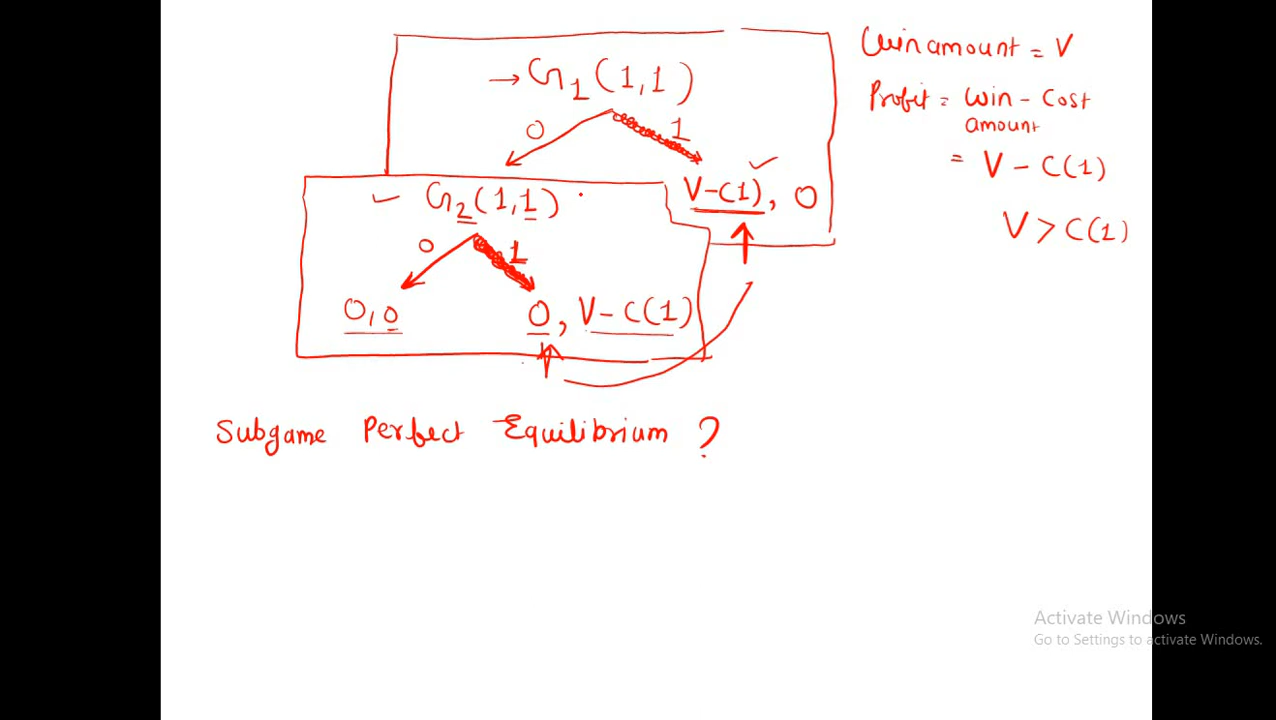 → G1 (1,1)
0 1
V-C(1), 0
G2 (1,1)
0 1
0,0
0, V-C(1)
Win amount = V
Profit = Win - Cost
amount
= V - C(1)
V > C(1)
Subgame Perfect Equilibrium ?
Activate Windows
Go to Settings to activate Windows.